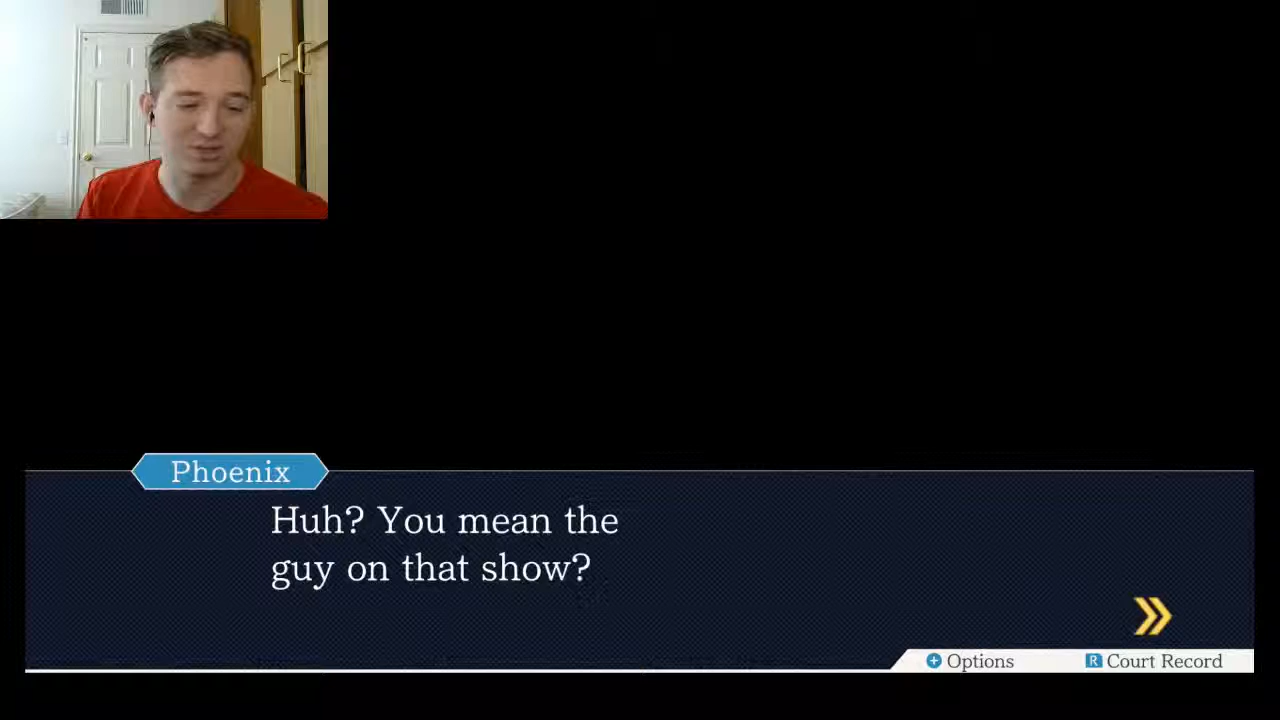 Phoenix
Huh? You mean the
guy on that show?
Options
R Court Record